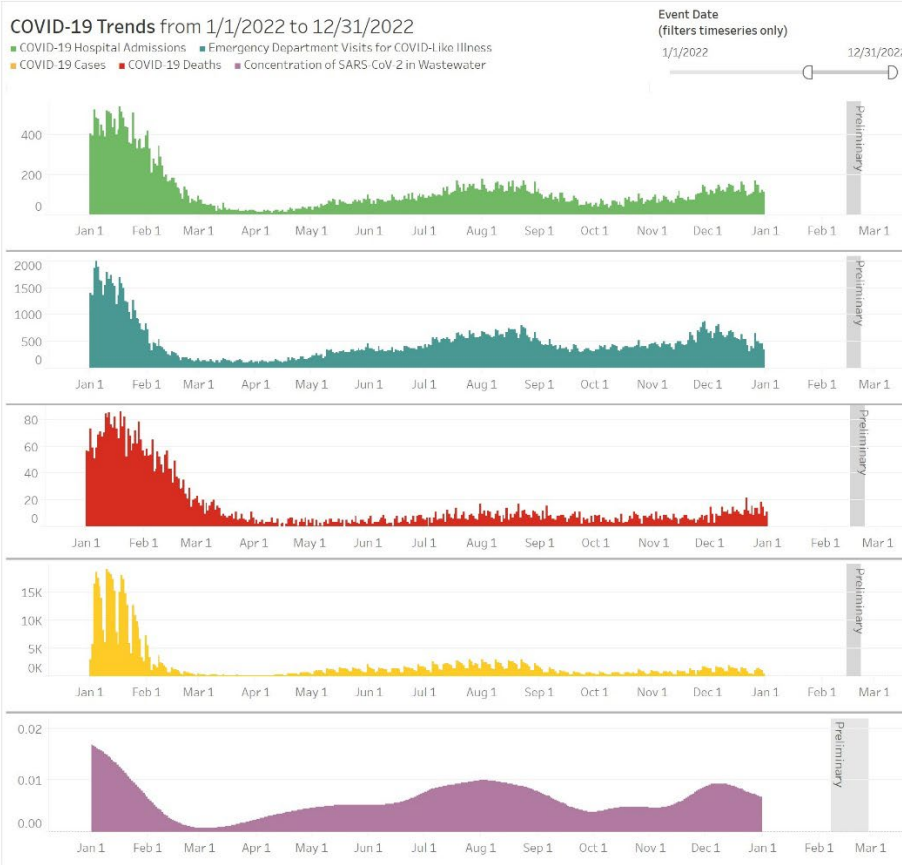 COVID-19 Trends from 1/1/2022 to 12/31/2022
COVID-19 Hospital Admissions Emergency Department Visits for COVID-Like Illness
COVID-19 Cases COVID-19 Deaths Concentration of SARS-CoV-2 in Wastewater
Event Date
(filters timeseries only)
1/1/2022 12/31/2022
400
200
0
Preliminary
Jan 1 Feb 1 Mar 1 Apr 1 May 1 Jun 1 Jul 1 Aug 1 Sep 1 Oct 1 Nov 1 Dec 1 Jan 1 Feb 1 Mar 1
2000
1500
1000
500
0
Preliminary
Jan 1 Feb 1 Mar 1 Apr 1 May 1 Jun 1 Jul 1 Aug 1 Sep 1 Oct 1 Nov 1 Dec 1 Jan 1 Feb 1 Mar 1
80
60
40
20
0
Preliminary
Jan 1 Feb 1 Mar 1 Apr 1 May 1 Jun 1 Jul 1 Aug 1 Sep 1 Oct 1 Nov 1 Dec 1 Jan 1 Feb 1 Mar 1
15K
10K
5K
0K
Preliminary
Jan 1 Feb 1 Mar 1 Apr 1 May 1 Jun 1 Jul 1 Aug 1 Sep 1 Oct 1 Nov 1 Dec 1 Jan 1 Feb 1 Mar 1
0.02
0.01
0.00
Preliminary
Jan 1 Feb 1 Mar 1 Apr 1 May 1 Jun 1 Jul 1 Aug 1 Sep 1 Oct 1 Nov 1 Dec 1 Jan 1 Feb 1 Mar 1